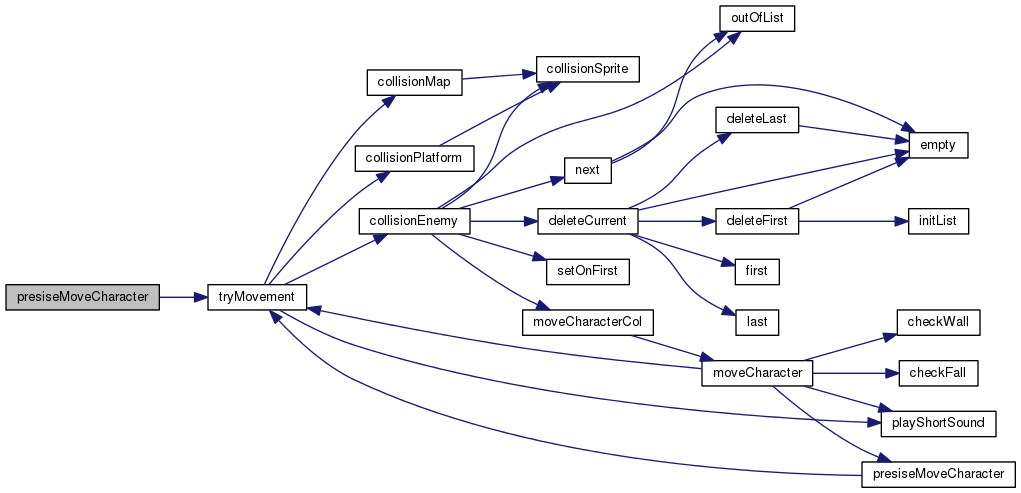 outOfList
collisionSprite
collisionMap
deleteLast
empty
collisionPlatform
next
collisionEnemy
deleteCurrent
deleteFirst
initList
setOnFirst
first
presiseMoveCharacter
tryMovement
moveCharacterCol
last
checkWall
moveCharacter
checkFall
playShortSound
presiseMoveCharacter